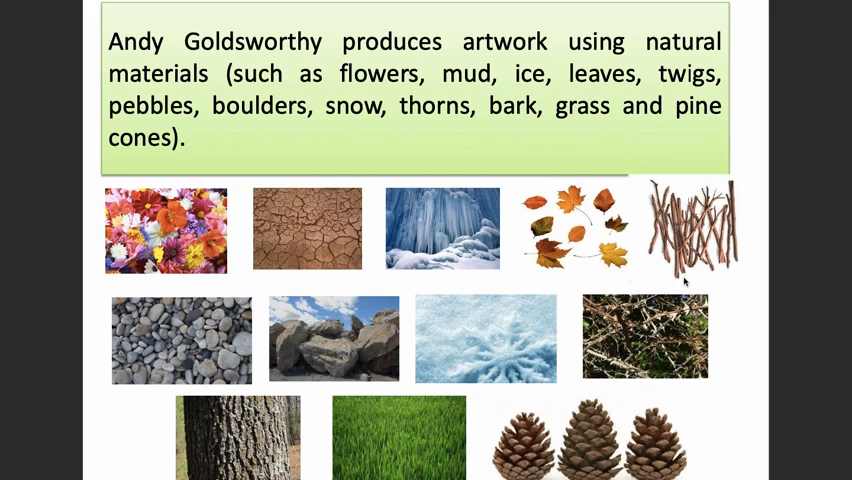 Andy Goldsworthy produces artwork using natural
materials (such as flowers, mud, ice, leaves, twigs,
pebbles, boulders, snow, thorns, bark, grass and pine
cones).